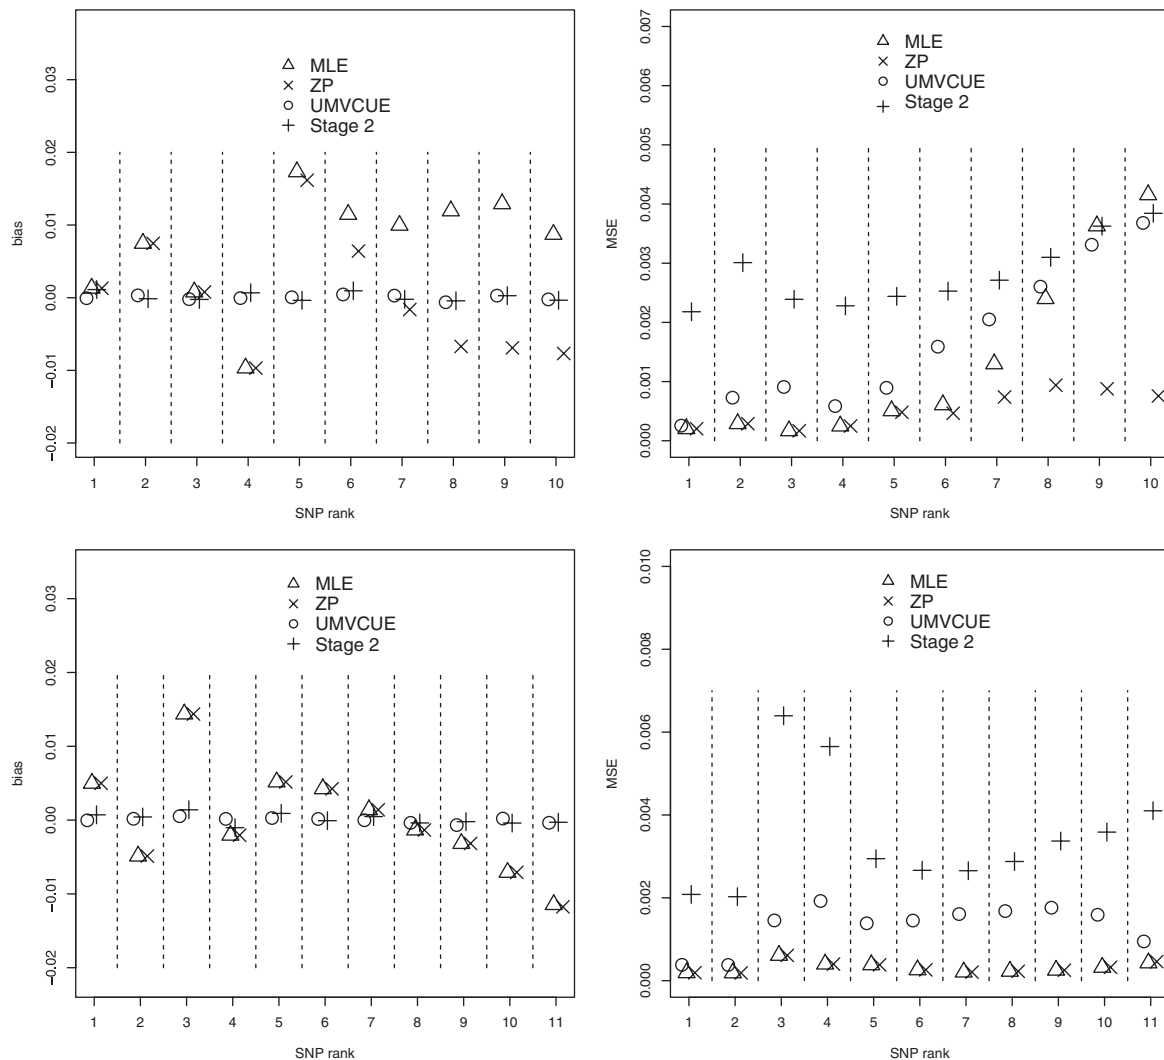 0.03
0.02
0.01
0.00
−0.01
−0.02
bias
MLE
ZP
UMVCUE
Stage 2
1 2 3 4 5 6 7 8 9 10
SNP rank
0.007
0.006
0.005
0.004
0.003
0.002
0.001
0.000
MSE
MLE
ZP
UMVCUE
Stage 2
1 2 3 4 5 6 7 8 9 10
SNP rank
0.03
0.02
0.01
0.00
−0.01
−0.02
bias
MLE
ZP
UMVCUE
Stage 2
1 2 3 4 5 6 7 8 9 10 11
SNP rank
0.010
0.008
0.006
0.004
0.002
0.000
MSE
MLE
ZP
UMVCUE
Stage 2
1 2 3 4 5 6 7 8 9 10 11
SNP rank